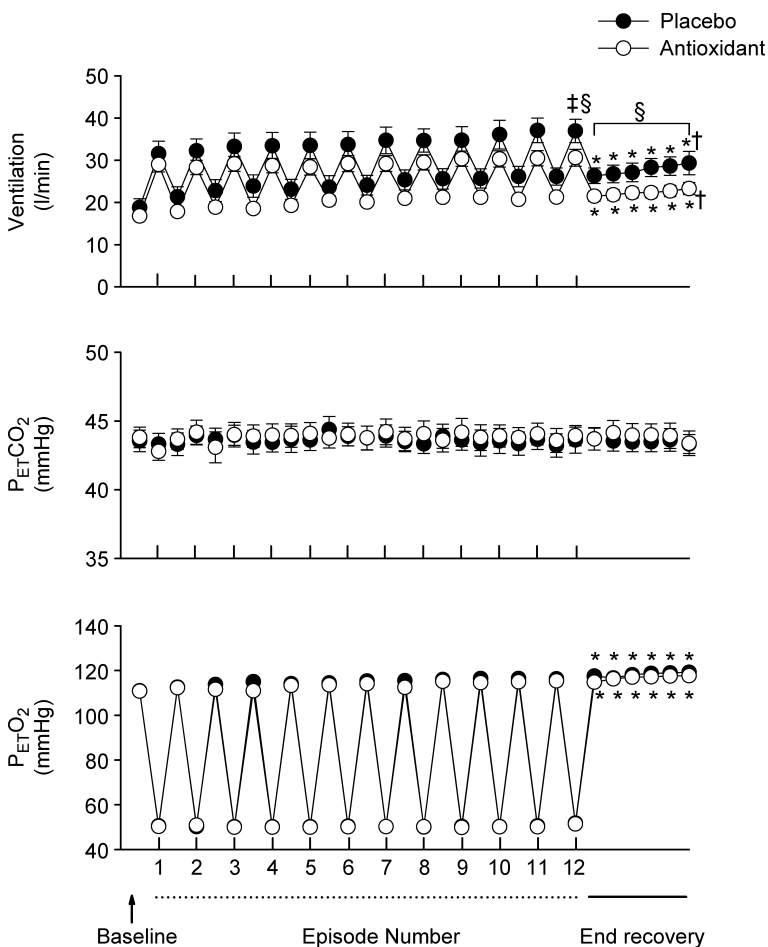 Placebo
Antioxidant
Ventilation
(l/min)
50
40
30
20
10
0
‡§
§
* * * * * *†
* * * * * *†
P_ETCO₂
(mmHg)
50
45
40
35
P_ETO₂
(mmHg)
140
120
100
80
60
40
* * * * * *
* * * * * *
1 2 3 4 5 6 7 8 9 10 11 12
Baseline Episode Number End recovery